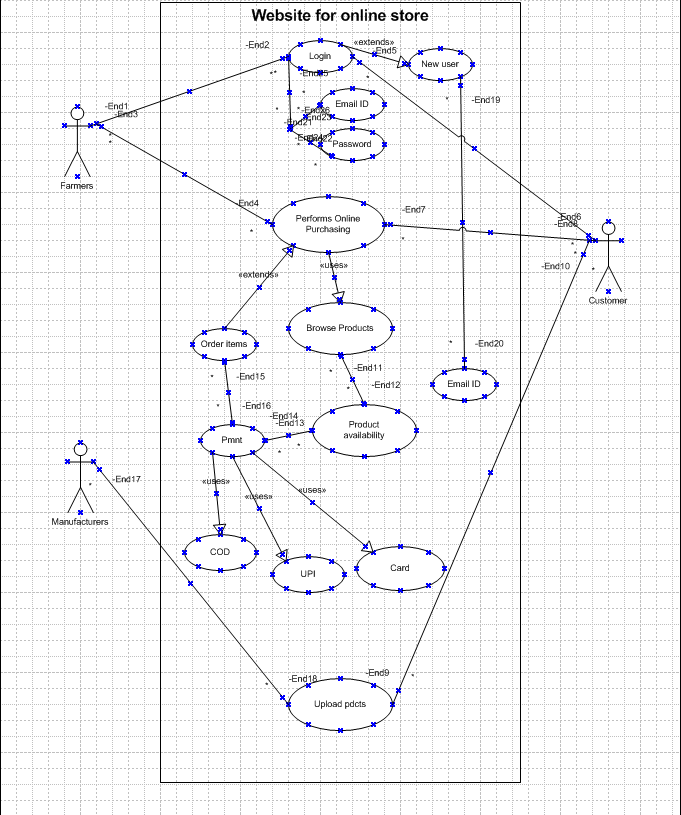 Website for online store
-End2
Login
«extends»
End5
New user
-End19
Email ID
Password
-End21
-End1
-End3
Farmers
-End4
Performs Online
Purchasing
-End7
-End6
-End8
-End10
Customer
«extends»
«uses»
Order items
Browse Products
-End11
-End12
-End20
Email ID
-End15
-End16
-End14
-End13
Pmnt
Product
availability
-End17
Manufacturers
«uses»
«uses»
«uses»
COD
UPI
Card
-End18
-End9
Upload pdcts